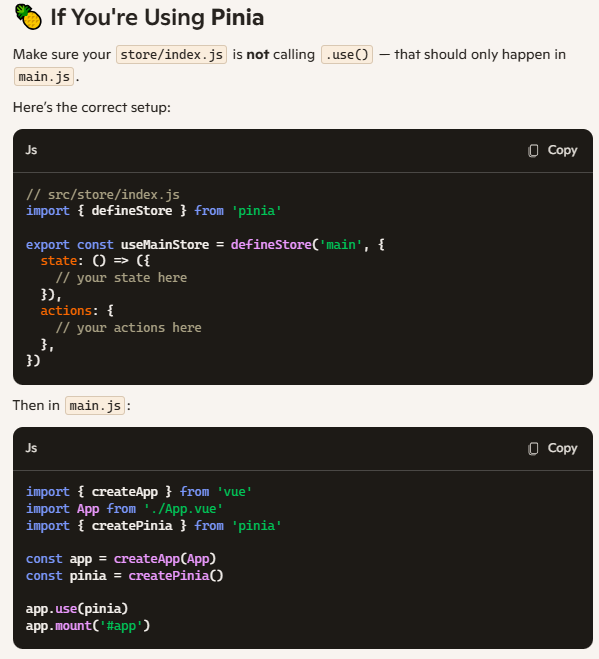 🍍 If You're Using Pinia
Make sure your store/index.js is not calling .use() — that should only happen in
main.js.
Here's the correct setup:
Js
Copy
// src/store/index.js
import { defineStore } from 'pinia'

export const useMainStore = defineStore('main', {
  state: () => ({
    // your state here
  }),
  actions: {
    // your actions here
  },
})
Then in main.js:
Js
Copy
import { createApp } from 'vue'
import App from './App.vue'
import { createPinia } from 'pinia'

const app = createApp(App)
const pinia = createPinia()

app.use(pinia)
app.mount('#app')